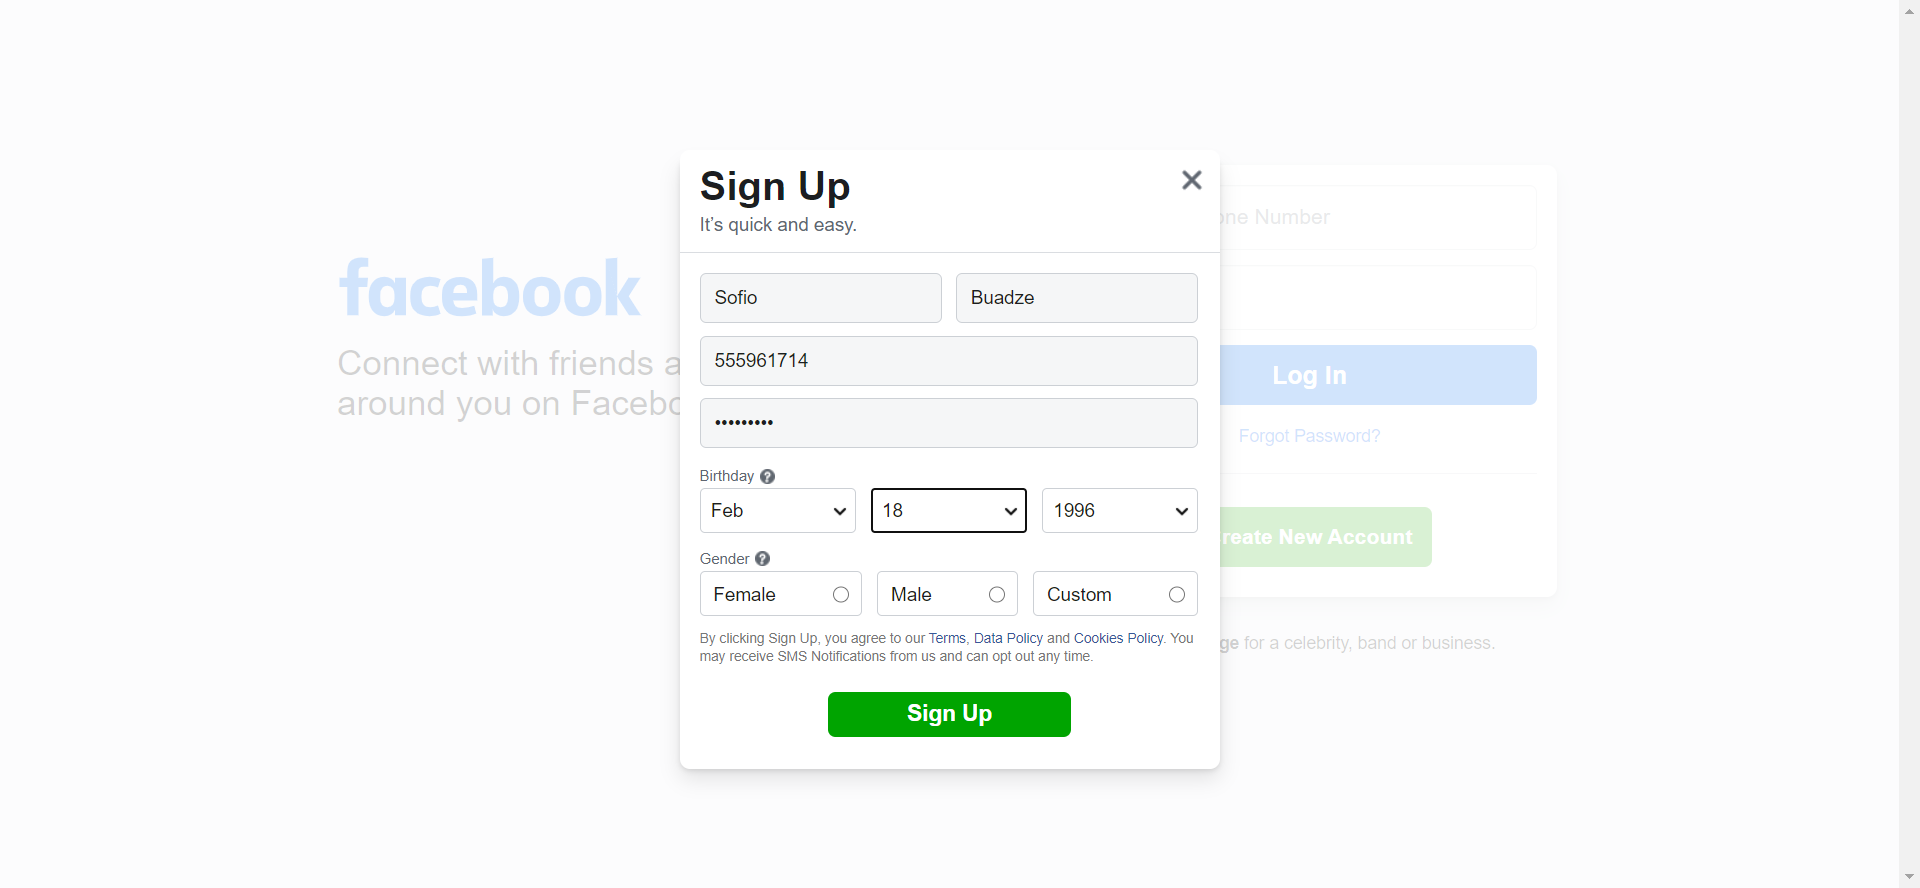 Sign Up
It's quick and easy.
Sofio Buadze
555961714
•••••••••
Birthday ?
Feb 18 1996
Gender ?
Female Male Custom
By clicking Sign Up, you agree to our Terms, Data Policy and Cookies Policy. You
may receive SMS Notifications from us and can opt out any time.
Sign Up
facebook
Connect with friends a
around you on Facebo
Number
Log In
Forgot Password?
reate New Account
ge for a celebrity, band or business.